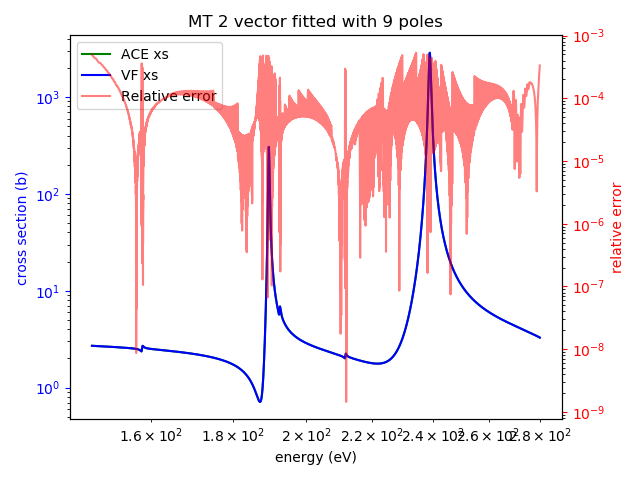 MT 2 vector fitted with 9 poles
ACE xs
VF xs
Relative error
cross section (b)
10³
10²
10¹
10⁰
relative error
10⁻³
10⁻⁴
10⁻⁵
10⁻⁶
10⁻⁷
10⁻⁸
10⁻⁹
1.6 × 10² 1.8 × 10² 2 × 10² 2.2 × 10² 2.4 × 10² 2.6 × 10² 2.8 × 10²
energy (eV)